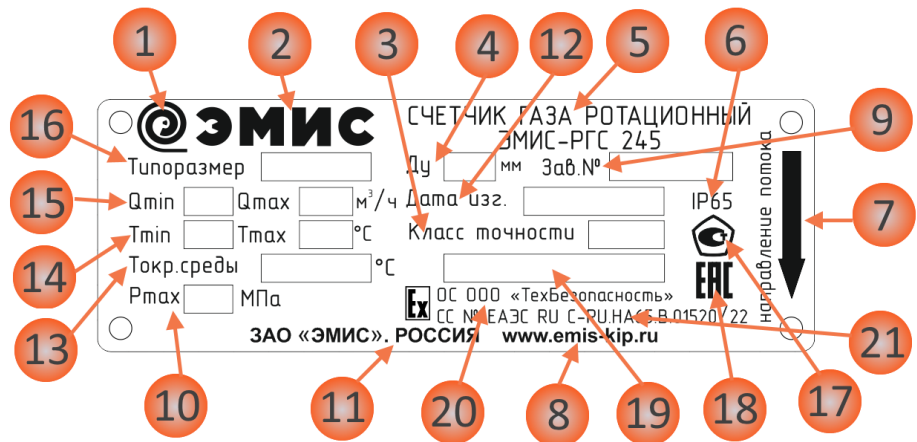 1
2
3
4
12
5
6
ЭМИС
СЧЕТЧИК ГАЗА РОТАЦИОННЫЙ
ЭМИС-РГС 245
16
9
Типоразмер
Ду мм Зав.№
15
Qmin Qmax м³/ч
Дата изг.
IP65
7
14
Tmin Tmax °С
Класс точности
направление потока
13
Токр.среды °С
Pmax МПа
EAC
Ex
ОС ООО «ТехБезопасность»
СС № ЕАЭС RU C-RU.HA65.B.01520/22
ЗАО «ЭМИС». РОССИЯ www.emis-kip.ru
10
11
20
8
19
18
17
21